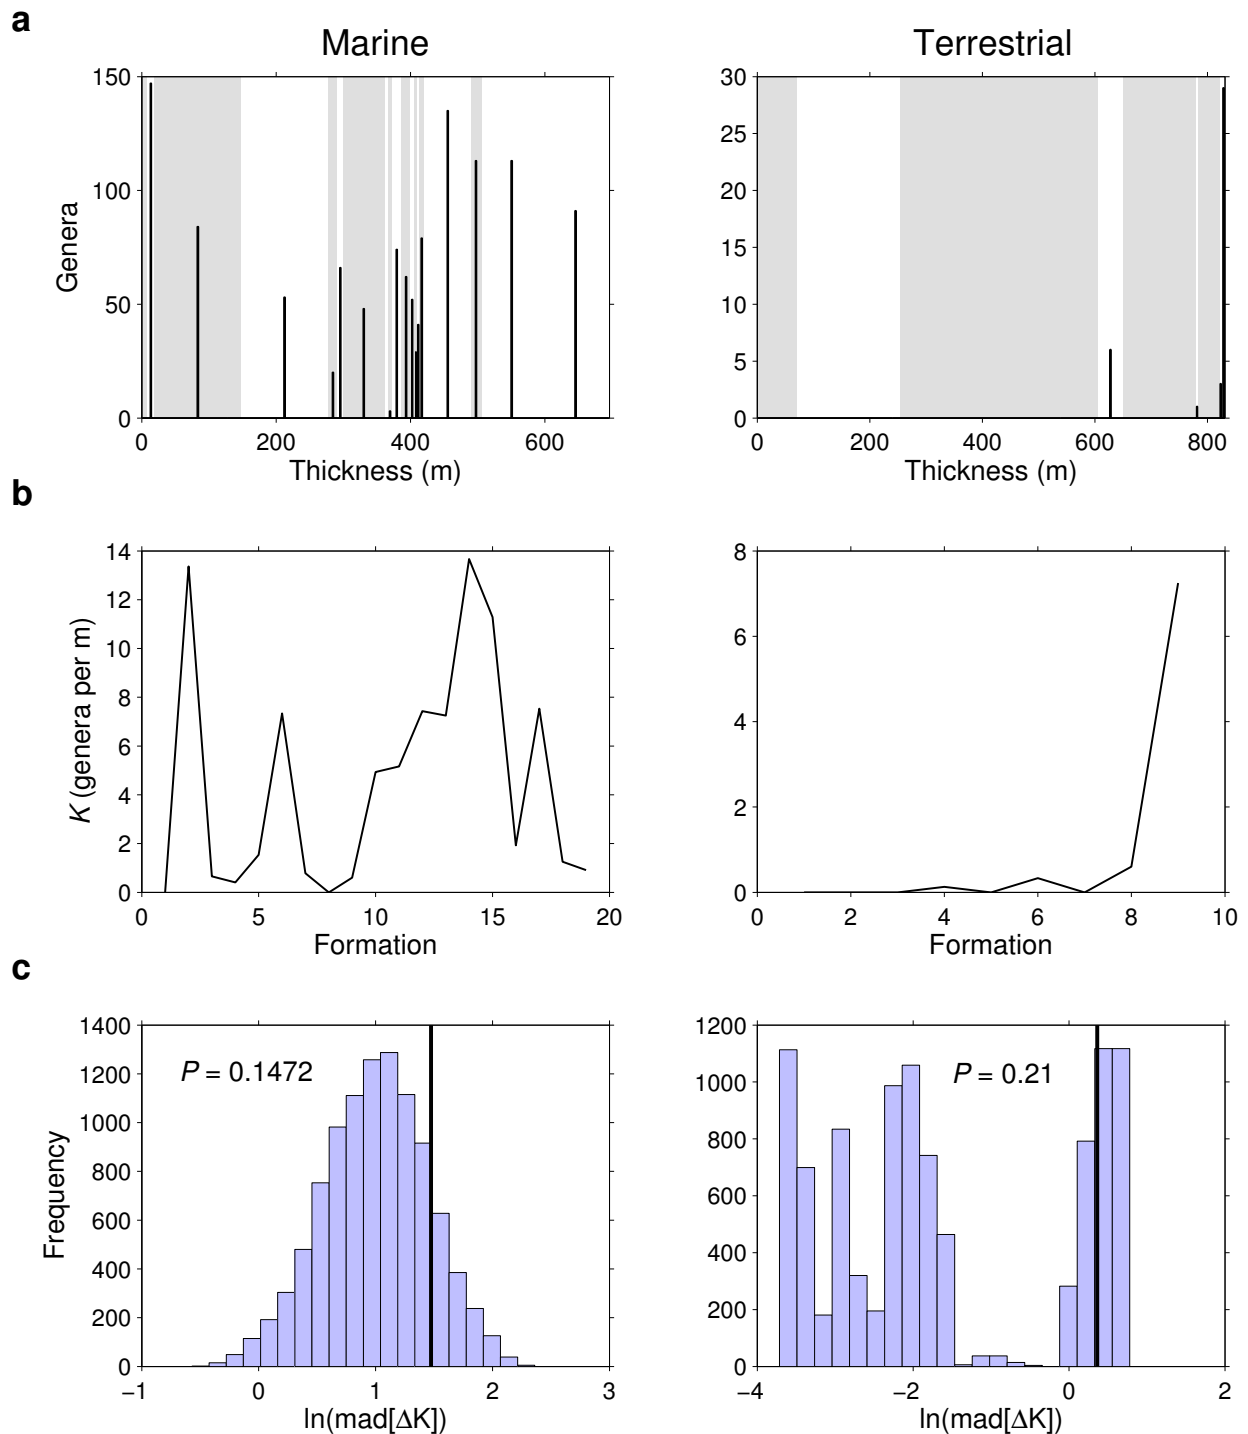 a
Marine
Terrestrial
150
100
50
0
Genera
0 200 400 600
Thickness (m)
30
25
20
15
10
5
0
0 200 400 600 800
Thickness (m)
b
14
12
10
8
6
4
2
0
K (genera per m)
0 5 10 15 20
Formation
8
6
4
2
0
0 2 4 6 8 10
Formation
c
1400
1200
1000
800
600
400
200
0
Frequency
P = 0.1472
−1 0 1 2 3
ln(mad[ΔK])
1200
1000
800
600
400
200
0
P = 0.21
−4 −2 0 2
ln(mad[ΔK])